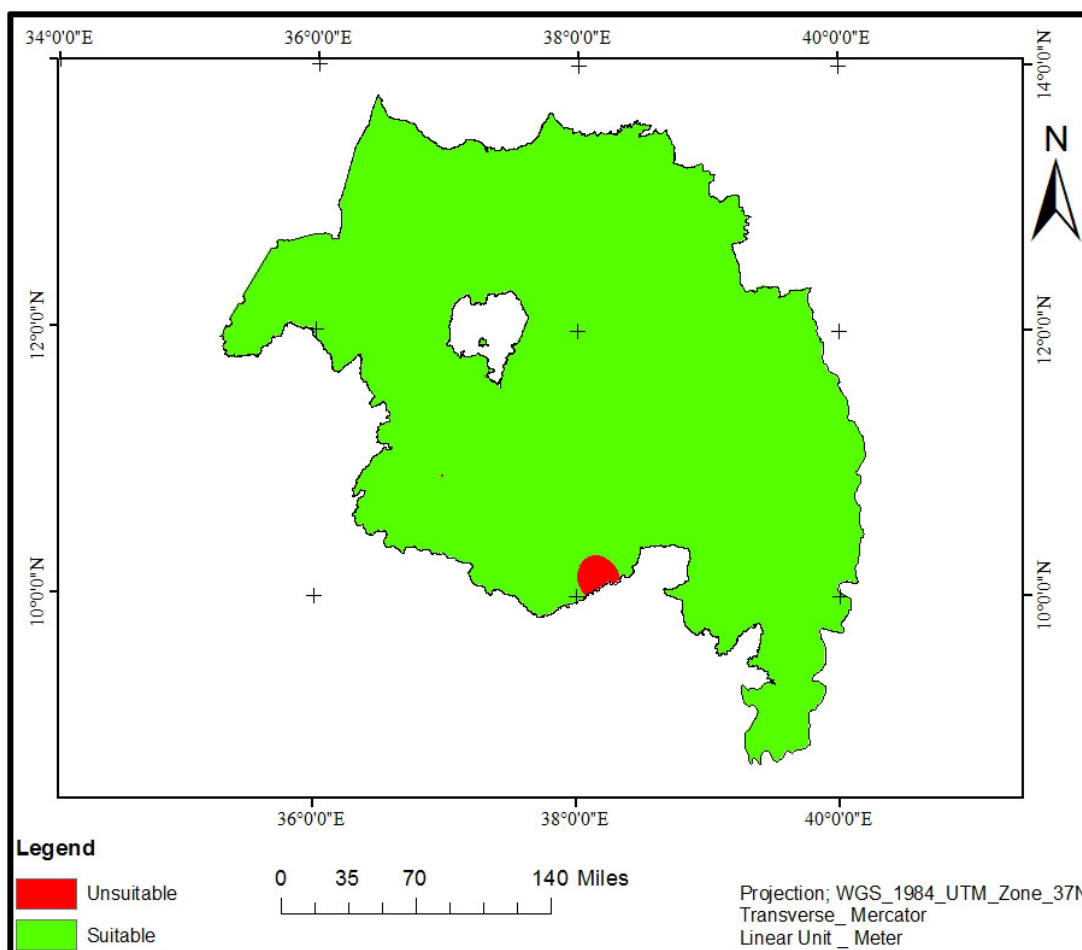 34°0'0"E 36°0'0"E 38°0'0"E 40°0'0"E
14°0'0"N
N
12°0'0"N 12°0'0"N
10°0'0"N 10°0'0"N
36°0'0"E 38°0'0"E 40°0'0"E
Legend
Unsuitable
Suitable
0 35 70 140 Miles
Projection; WGS_1984_UTM_Zone_37N
Transverse_ Mercator
Linear Unit _ Meter